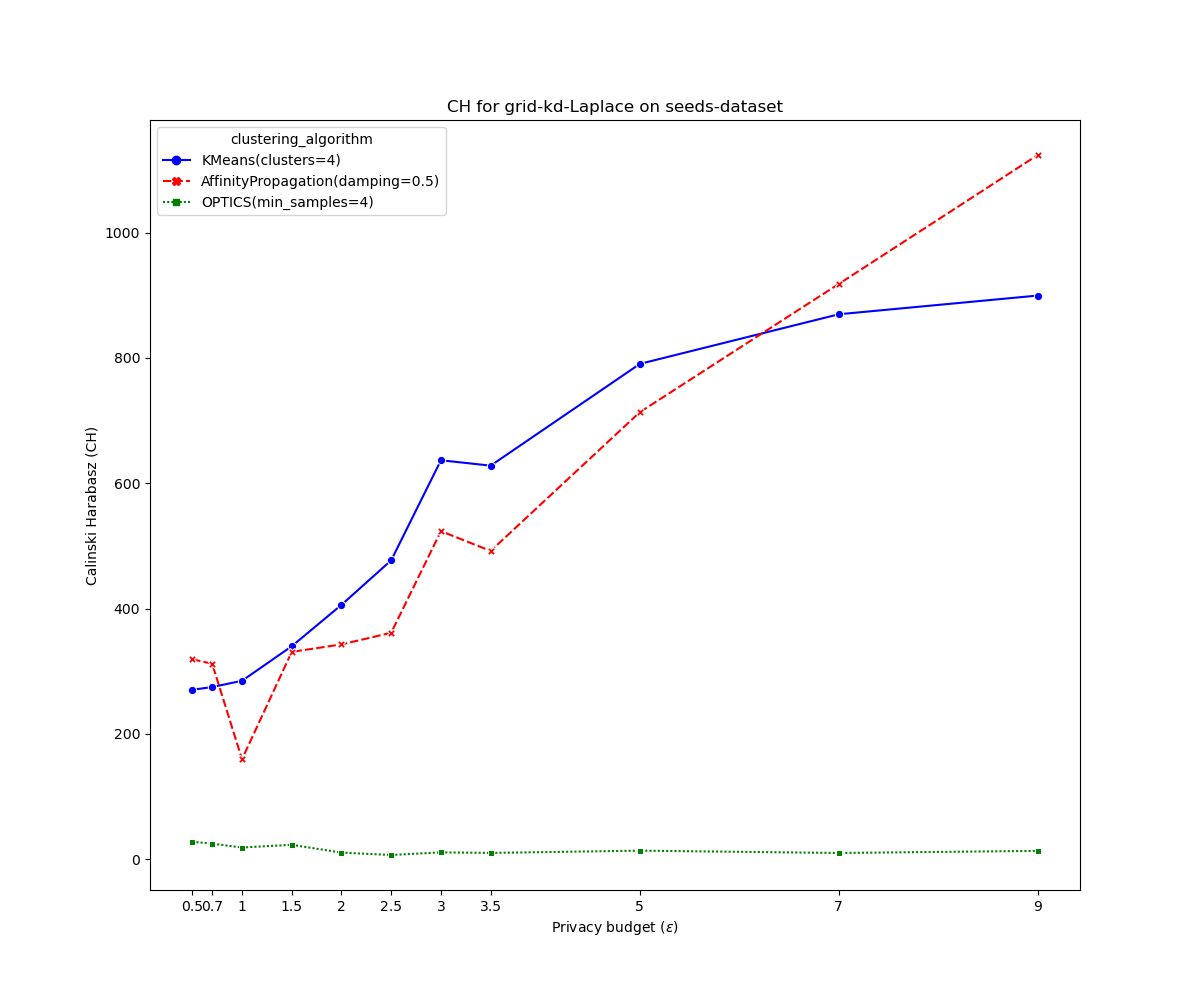 CH for grid-kd-Laplace on seeds-dataset
clustering_algorithm
KMeans(clusters=4)
AffinityPropagation(damping=0.5)
OPTICS(min_samples=4)
Calinski Harabasz (CH)
1000
800
600
400
200
0
0.5 0.7 1 1.5 2 2.5 3 3.5 5 7 9
Privacy budget (ε)